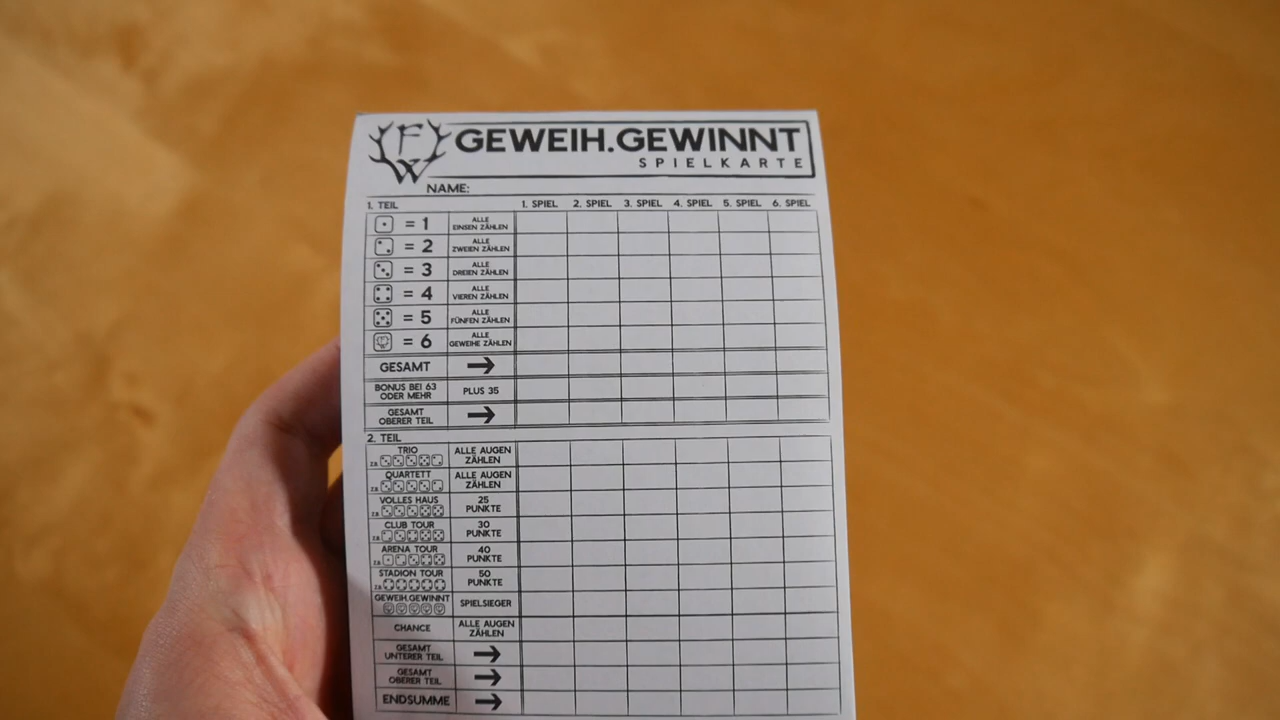 FW
GEWEIH.GEWINNT
SPIELKARTE
NAME:
1. TEIL 1. SPIEL 2. SPIEL 3. SPIEL 4. SPIEL 5. SPIEL 6. SPIEL
= 1 ALLE EINSEN ZÄHLEN
= 2 ALLE ZWEIEN ZÄHLEN
= 3 ALLE DREIEN ZÄHLEN
= 4 ALLE VIEREN ZÄHLEN
= 5 ALLE FÜNFEN ZÄHLEN
= 6 ALLE GEWEIHE ZÄHLEN
GESAMT →
BONUS BEI 63 ODER MEHR PLUS 35
GESAMT OBERER TEIL →
2. TEIL
TRIO z.B. ALLE AUGEN ZÄHLEN
QUARTETT z.B. ALLE AUGEN ZÄHLEN
VOLLES HAUS z.B. 25 PUNKTE
CLUB TOUR z.B. 30 PUNKTE
ARENA TOUR z.B. 40 PUNKTE
STADION TOUR z.B. 50 PUNKTE
GEWEIH.GEWINNT SPIELSIEGER
CHANCE ALLE AUGEN ZÄHLEN
GESAMT UNTERER TEIL →
GESAMT OBERER TEIL →
ENDSUMME →